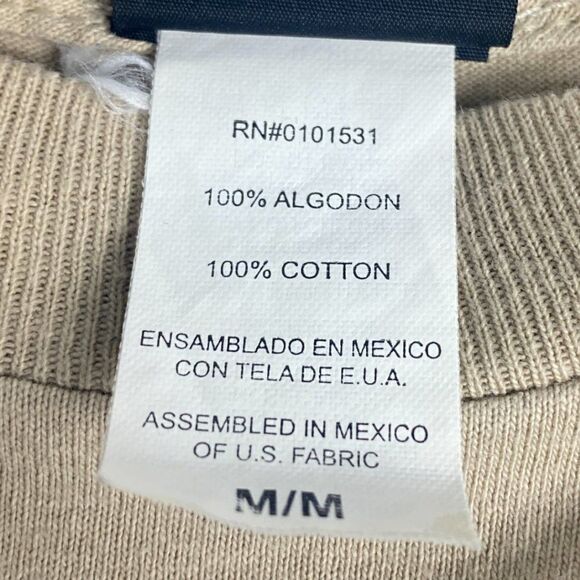 RN#0101531
100% ALGODON
100% COTTON
ENSAMBLADO EN MEXICO
CON TELA DE E.U.A.
ASSEMBLED IN MEXICO
OF U.S. FABRIC
M/M